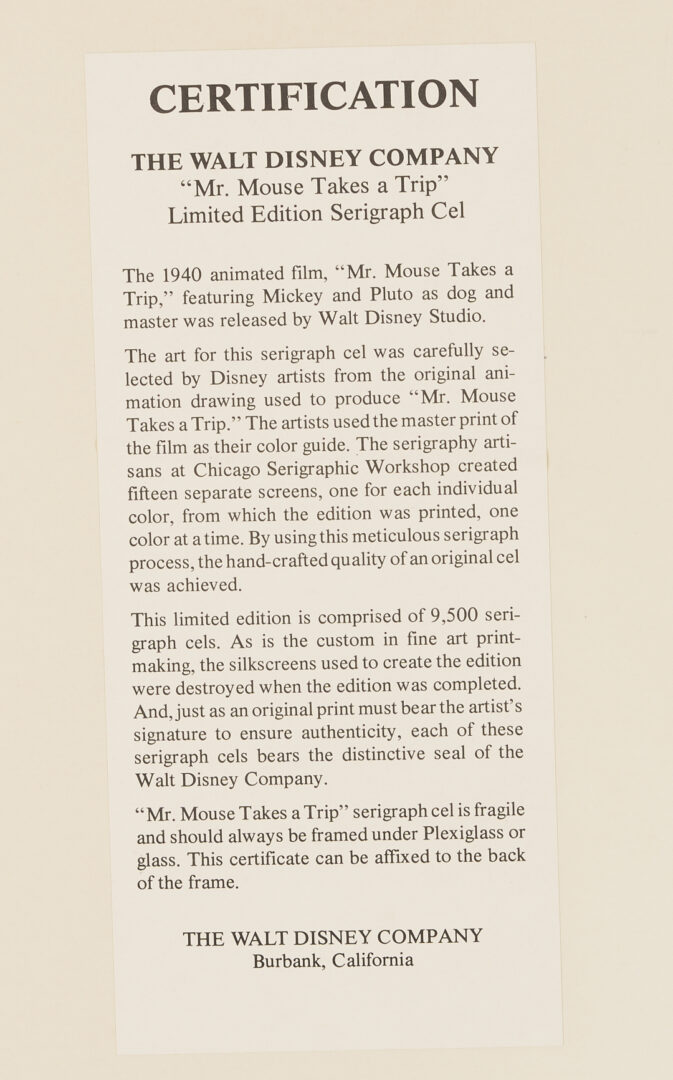 CERTIFICATION
THE WALT DISNEY COMPANY
“Mr. Mouse Takes a Trip”
Limited Edition Serigraph Cel
The 1940 animated film, “Mr. Mouse Takes a
Trip,” featuring Mickey and Pluto as dog and
master was released by Walt Disney Studio.
The art for this serigraph cel was carefully se-
lected by Disney artists from the original ani-
mation drawing used to produce “Mr. Mouse
Takes a Trip.” The artists used the master print of
the film as their color guide. The serigraphy arti-
sans at Chicago Serigraphic Workshop created
fifteen separate screens, one for each individual
color, from which the edition was printed, one
color at a time. By using this meticulous serigraph
process, the hand-crafted quality of an original cel
was achieved.
This limited edition is comprised of 9,500 seri-
graph cels. As is the custom in fine art print-
making, the silkscreens used to create the edition
were destroyed when the edition was completed.
And, just as an original print must bear the artist’s
signature to ensure authenticity, each of these
serigraph cels bears the distinctive seal of the
Walt Disney Company.
“Mr. Mouse Takes a Trip” serigraph cel is fragile
and should always be framed under Plexiglass or
glass. This certificate can be affixed to the back
of the frame.
THE WALT DISNEY COMPANY
Burbank, California